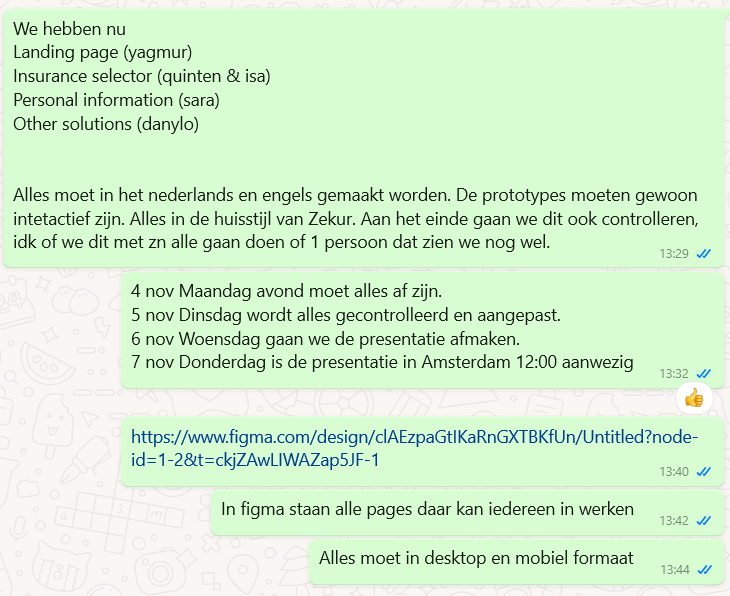 We hebben nu
Landing page (yagmur)
Insurance selector (quinten & isa)
Personal information (sara)
Other solutions (danylo)
Alles moet in het nederlands en engels gemaakt worden. De prototypes moeten gewoon
intetactief zijn. Alles in de huisstijl van Zekur. Aan het einde gaan we dit ook controlleren,
idk of we dit met zn alle gaan doen of 1 persoon dat zien we nog wel.
13:29
4 nov Maandag avond moet alles af zijn.
5 nov Dinsdag wordt alles gecontrolleerd en aangepast.
6 nov Woensdag gaan we de presentatie afmaken.
7 nov Donderdag is de presentatie in Amsterdam 12:00 aanwezig
13:32
https://www.figma.com/design/clAEzpaGtIKaRnGXTBKfUn/Untitled?node-
id=1-2&t=ckjZAwLlWAZap5JF-1
13:40
In figma staan alle pages daar kan iedereen in werken
13:42
Alles moet in desktop en mobiel formaat
13:44